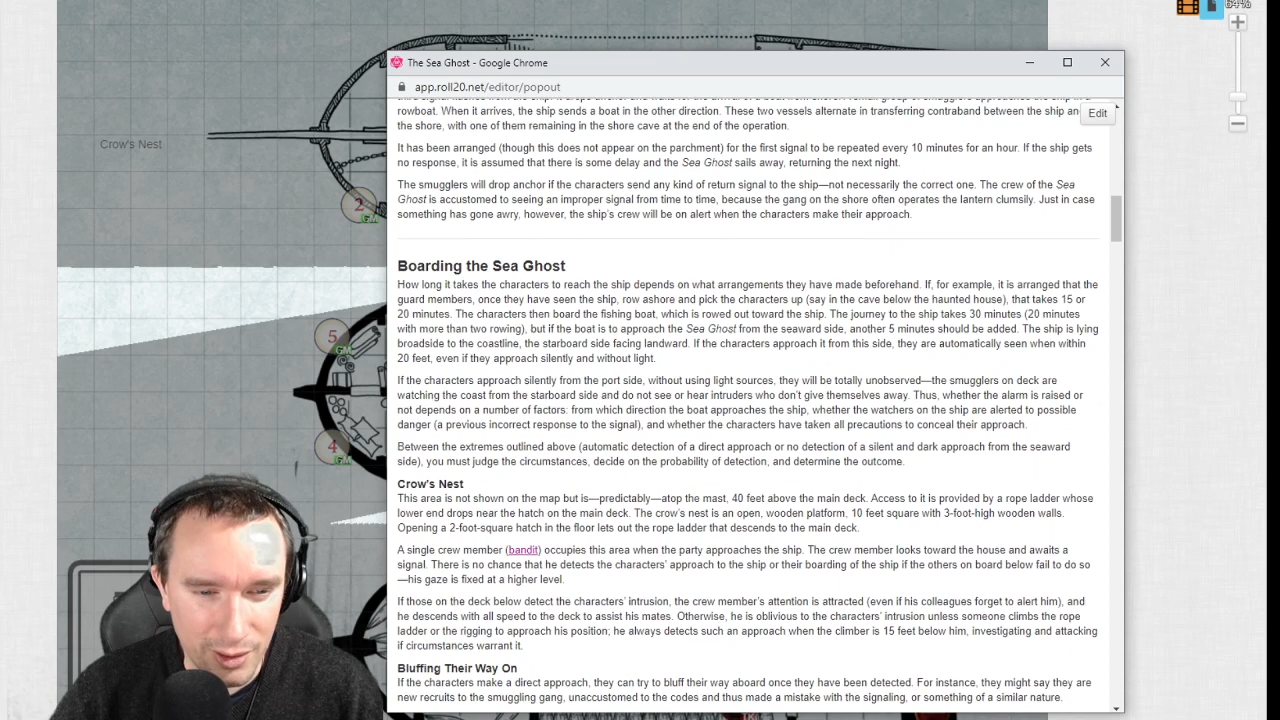 64%
The Sea Ghost - Google Chrome
app.roll20.net/editor/popout
Edit
rowboat. When it arrives, the ship sends a boat in the other direction. These two vessels alternate in transferring contraband between the ship and
the shore, with one of them remaining in the shore cave at the end of the operation.
It has been arranged (though this does not appear on the parchment) for the first signal to be repeated every 10 minutes for an hour. If the ship gets
no response, it is assumed that there is some delay and the Sea Ghost sails away, returning the next night.
The smugglers will drop anchor if the characters send any kind of return signal to the ship—not necessarily the correct one. The crew of the Sea
Ghost is accustomed to seeing an improper signal from time to time, because the gang on the shore often operates the lantern clumsily. Just in case
something has gone awry, however, the ship's crew will be on alert when the characters make their approach.
Boarding the Sea Ghost
How long it takes the characters to reach the ship depends on what arrangements they have made beforehand. If, for example, it is arranged that the
guard members, once they have seen the ship, row ashore and pick the characters up (say in the cave below the haunted house), that takes 15 or
20 minutes. The characters then board the fishing boat, which is rowed out toward the ship. The journey to the ship takes 30 minutes (20 minutes
with more than two rowing), but if the boat is to approach the Sea Ghost from the seaward side, another 5 minutes should be added. The ship is lying
broadside to the coastline, the starboard side facing landward. If the characters approach it from this side, they are automatically seen when within
20 feet, even if they approach silently and without light.
If the characters approach silently from the port side, without using light sources, they will be totally unobserved—the smugglers on deck are
watching the coast from the starboard side and do not see or hear intruders who don't give themselves away. Thus, whether the alarm is raised or
not depends on a number of factors: from which direction the boat approaches the ship, whether the watchers on the ship are alerted to possible
danger (a previous incorrect response to the signal), and whether the characters have taken all precautions to conceal their approach.
Between the extremes outlined above (automatic detection of a direct approach or no detection of a silent and dark approach from the seaward
side), you must judge the circumstances, decide on the probability of detection, and determine the outcome.
Crow's Nest
This area is not shown on the map but is—predictably—atop the mast, 40 feet above the main deck. Access to it is provided by a rope ladder whose
lower end drops near the hatch on the main deck. The crow's nest is an open, wooden platform, 10 feet square with 3-foot-high wooden walls.
Opening a 2-foot-square hatch in the floor lets out the rope ladder that descends to the main deck.
A single crew member (bandit) occupies this area when the party approaches the ship. The crew member looks toward the house and awaits a
signal. There is no chance that he detects the characters' approach to the ship or their boarding of the ship if the others on board below fail to do so
—his gaze is fixed at a higher level.
If those on the deck below detect the characters' intrusion, the crew member's attention is attracted (even if his colleagues forget to alert him), and
he descends with all speed to the deck to assist his mates. Otherwise, he is oblivious to the characters' intrusion unless someone climbs the rope
ladder or the rigging to approach his position; he always detects such an approach when the climber is 15 feet below him, investigating and attacking
if circumstances warrant it.
Bluffing Their Way On
If the characters make a direct approach, they can try to bluff their way aboard once they have been detected. For instance, they might say they are
new recruits to the smuggling gang, unaccustomed to the codes and thus made a mistake with the signaling, or something of a similar nature.
Crow's Nest
2
GM
5
GM
4
GM